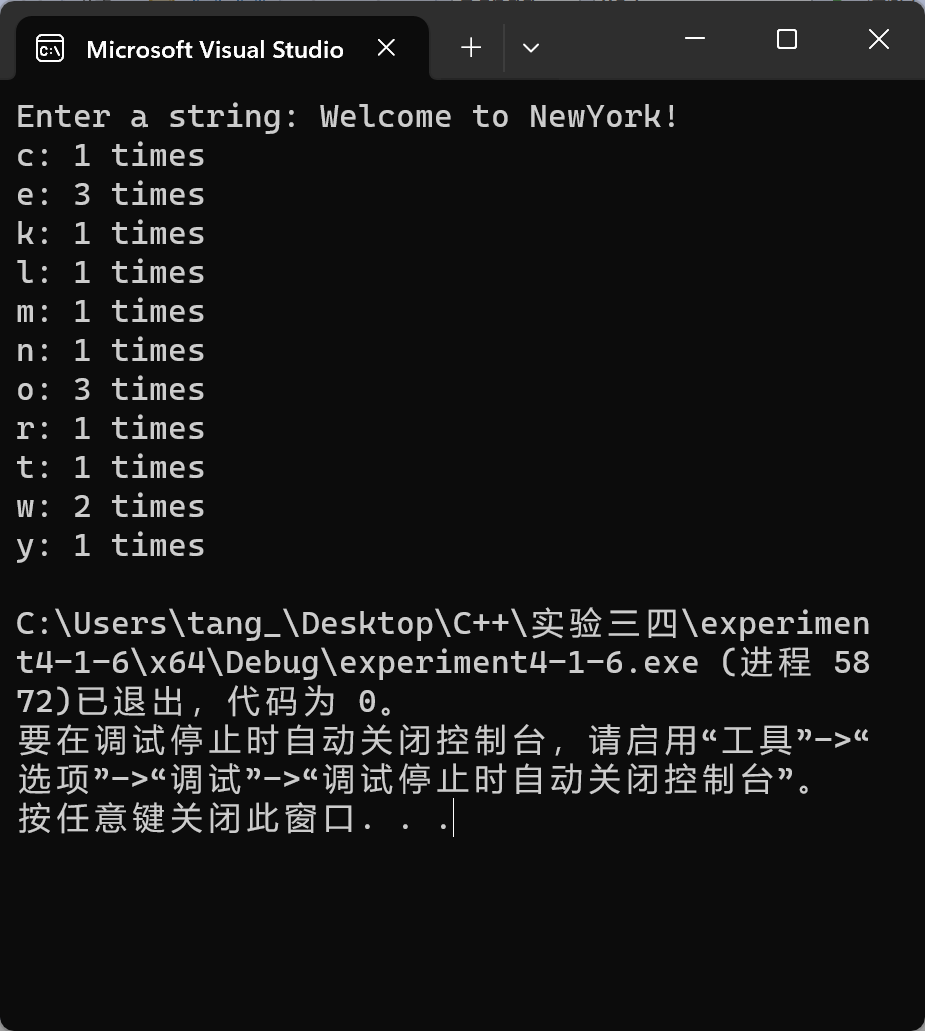 Microsoft Visual Studio
Enter a string: Welcome to NewYork!
c: 1 times
e: 3 times
k: 1 times
l: 1 times
m: 1 times
n: 1 times
o: 3 times
r: 1 times
t: 1 times
w: 2 times
y: 1 times
C:\Users\tang_\Desktop\C++\实验三四\experimen
t4-1-6\x64\Debug\experiment4-1-6.exe (进程 58
72)已退出，代码为 0。
要在调试停止时自动关闭控制台，请启用“工具”->“
选项”->“调试”->“调试停止时自动关闭控制台”。
按任意键关闭此窗口. . .